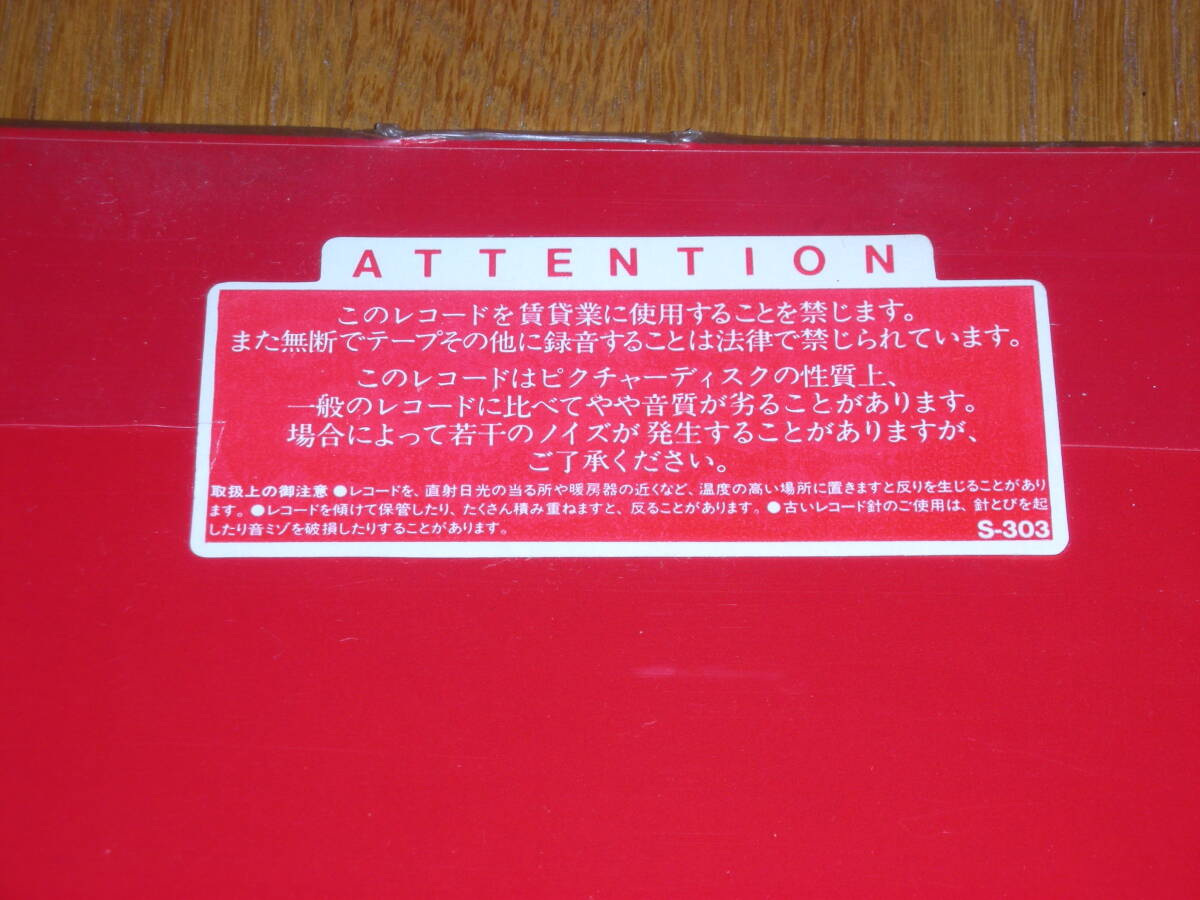 ATTENTION
このレコードを賃貸業に使用することを禁じます。
また無断でテープその他に録音することは法律で禁じられています。
このレコードはピクチャーディスクの性質上、
一般のレコードに比べてやや音質が劣ることがあります。
場合によって若干のノイズが発生することがありますが、
ご了承ください。
取扱上の御注意 ●レコードを、直射日光の当る所や暖房器の近くなど、温度の高い場所に置きますと反りを生じることがあり
ます。●レコードを傾けて保管したり、たくさん積み重ねますと、反ることがあります。●古いレコード針のご使用は、針とびを起
したり音ミゾを破損したりすることがあります。
S-303